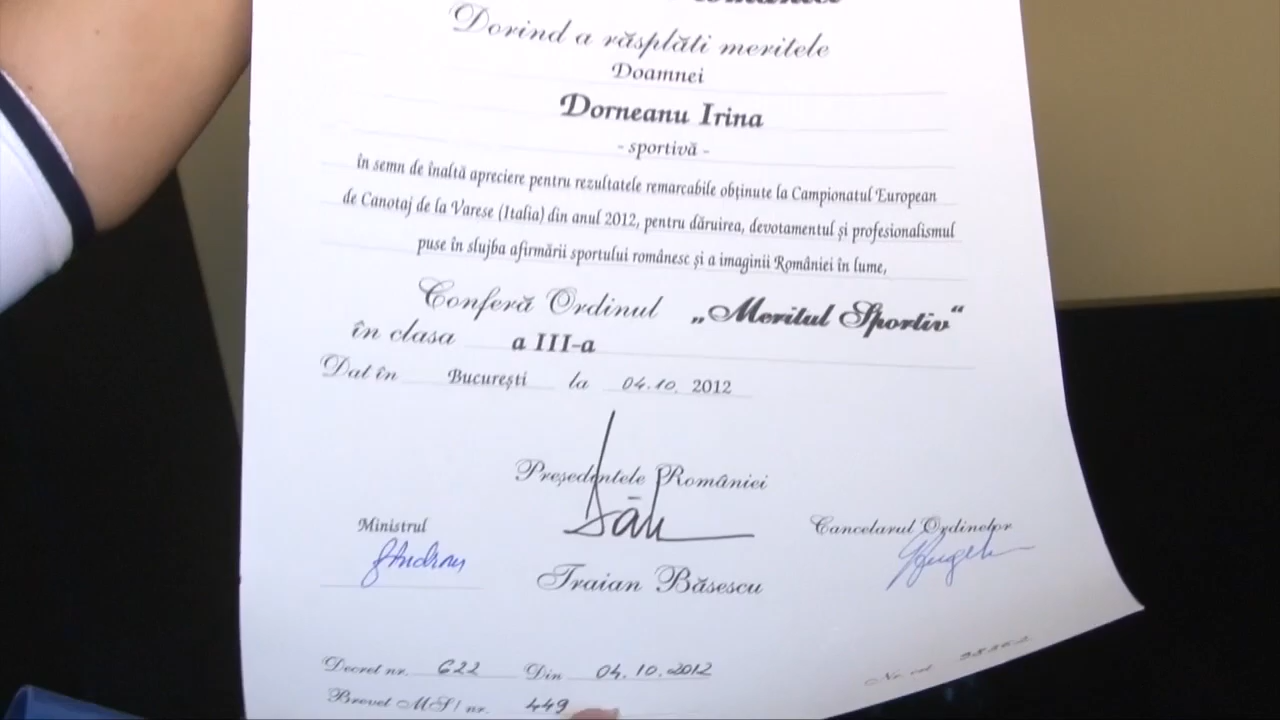 Dorind a răsplăti meritele
Doamnei
Dorneanu Irina
- sportivă -
în semn de înaltă apreciere pentru rezultatele remarcabile obținute la Campionatul European
de Canotaj de la Varese (Italia) din anul 2012, pentru dăruirea, devotamentul și profesionalismul
puse în slujba afirmării sportului românesc și a imaginii României în lume,
Conferă Ordinul „Meritul Sportiv“
în clasa a III-a
Dat în București la 04.10. 2012
Președintele României
Ministrul Cancelarul Ordinelor
Traian Băsescu
Decret nr. 622 Din 04.10.2012
Brevet MS/ nr. 449